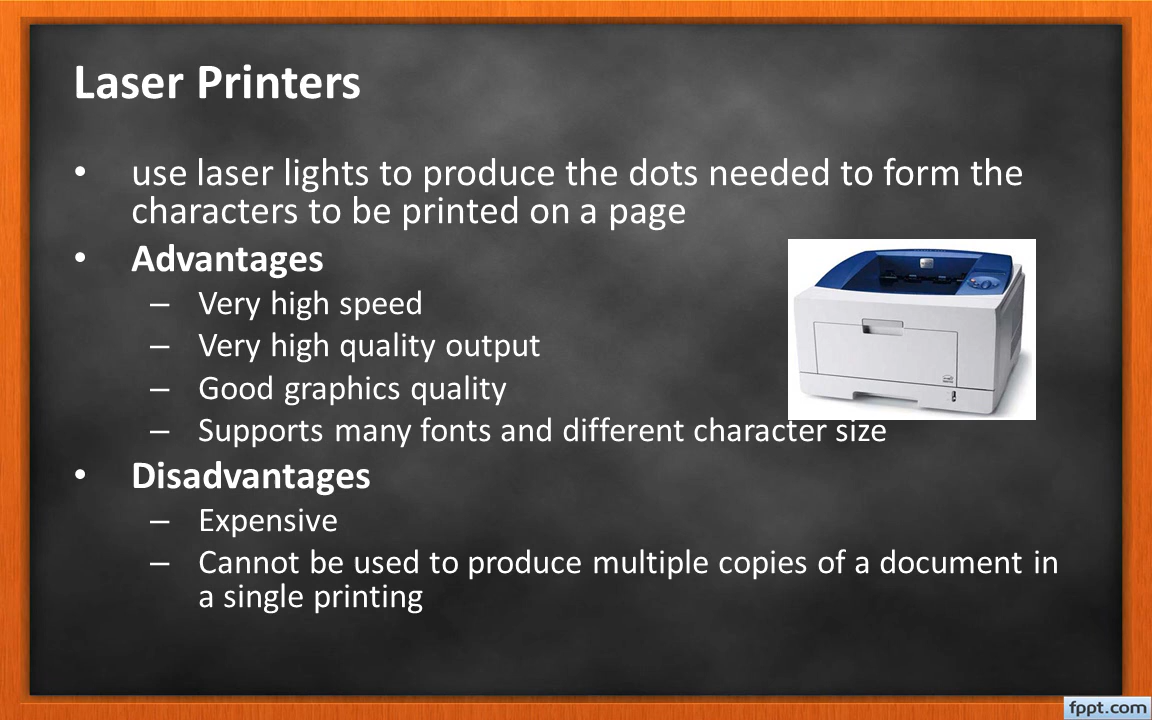 Laser Printers
• use laser lights to produce the dots needed to form the
characters to be printed on a page
• Advantages
– Very high speed
– Very high quality output
– Good graphics quality
– Supports many fonts and different character size
• Disadvantages
– Expensive
– Cannot be used to produce multiple copies of a document in
a single printing
fppt.com